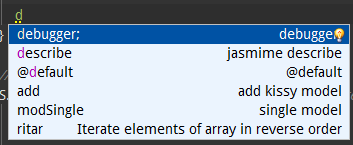 d
}
debugger; debugge
describe jasmime describe
@default @default
add add kissy model
modSingle single model
ritar Iterate elements of array in reverse order